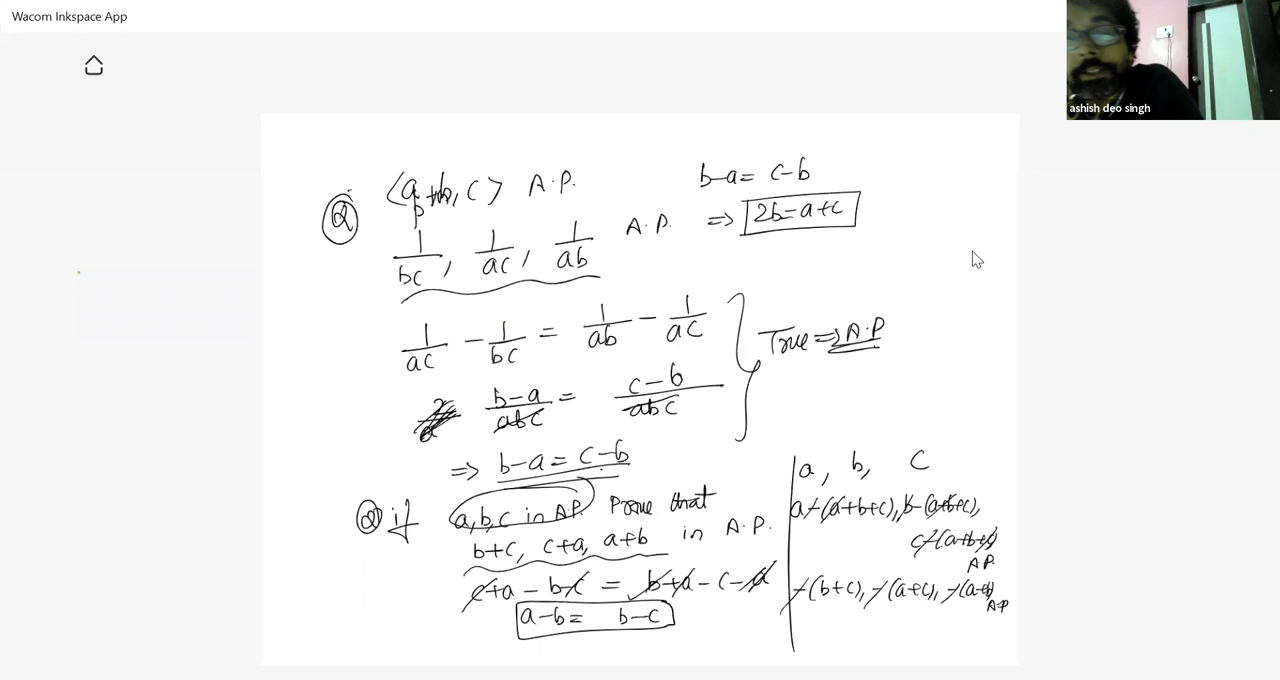 Wacom Inkspace App
ashish deo singh
Q <a, b, c> A.P. b-a = c-b
1/bc, 1/ac, 1/ab A.P. => 2b = a+c
1/ac - 1/bc = 1/ab - 1/ac } True => A.P
b-a/abc = c-b/abc
=> b-a = c-b
Q if a,b,c in A.P. Prove that
b+c, c+a, a+b in A.P.
c+a - b-c = b+a - c-a
a-b = b-c
a, b, c
a-(a+b+c), b-(a+b+c),
c-(a+b+c)
A.P.
-(b+c), -(a+c), -(a+b)
A.P